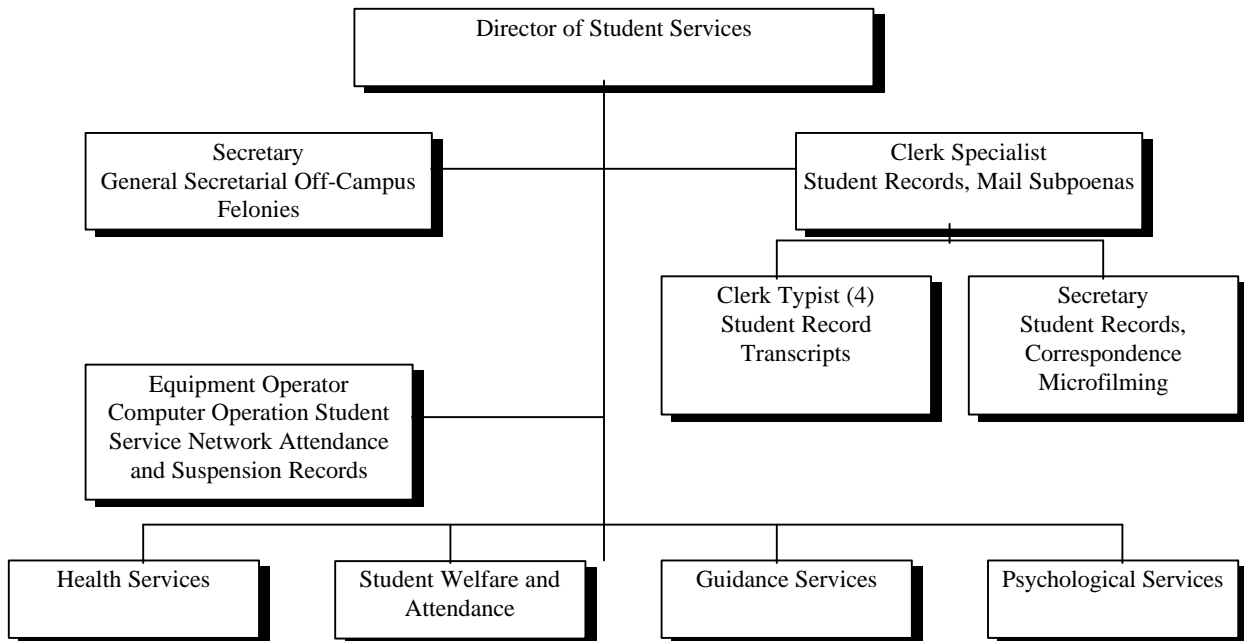 Director of Student Services
Secretary
General Secretarial Off-Campus
Felonies
Clerk Specialist
Student Records, Mail Subpoenas
Clerk Typist (4)
Student Record
Transcripts
Secretary
Student Records,
Correspondence
Microfilming
Equipment Operator
Computer Operation Student
Service Network Attendance
and Suspension Records
Health Services
Student Welfare and
Attendance
Guidance Services
Psychological Services